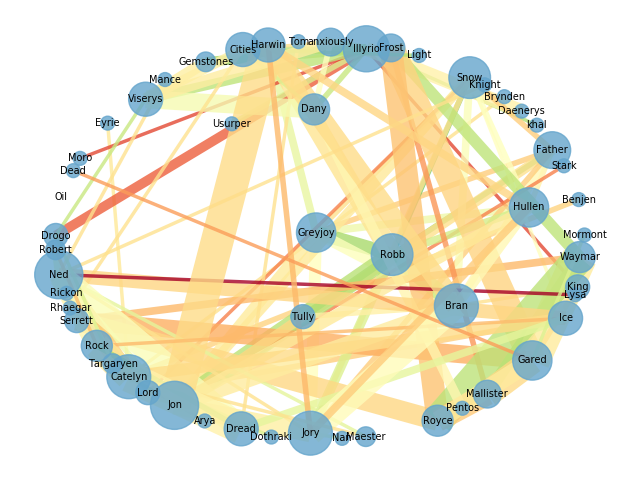 Tom
anxiously
Harwin
Cities
Illyrio
Frost
Light
Gemstones
Mance
Snow
Knight
Viserys
Brynden
Dany
Daenerys
Eyrie
Usurper
Khal
Father
Moro
Stark
Dead
Oil
Benjen
Hullen
Drogo
Greyjoy
Mormont
Robert
Robb
Waymar
Ned
King
Rickon
Lysa
Rhaegar
Bran
Serrett
Tully
Ice
Rock
Gared
Targaryen
Catelyn
Lord
Mallister
Jon
Pentos
Arya
Royce
Dread
Dothraki
Jory
Nan
Maester